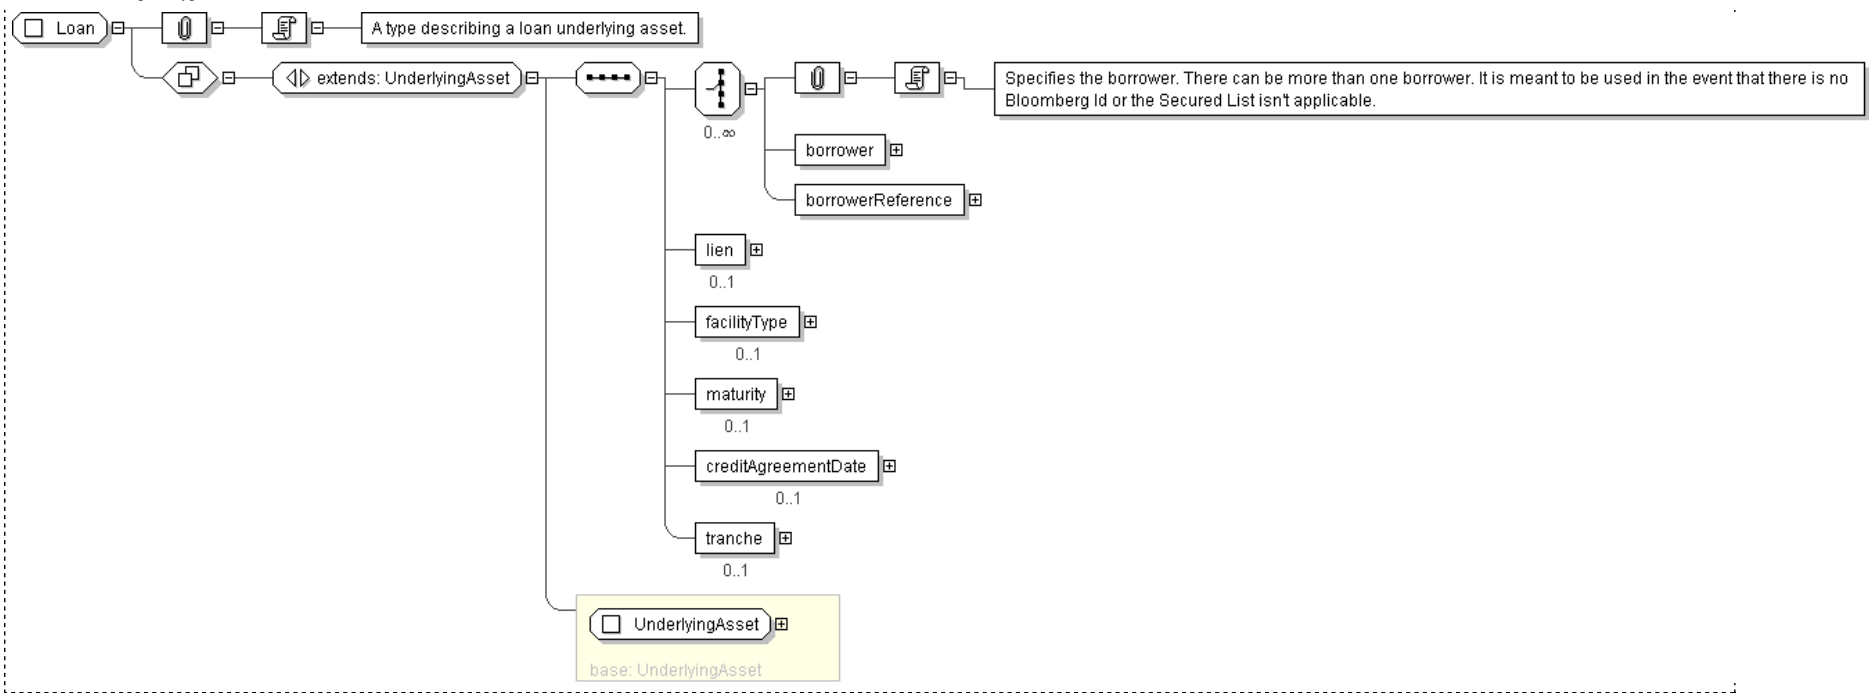 Loan
A type describing a loan underlying asset.
extends: UnderlyingAsset
Specifies the borrower. There can be more than one borrower. It is meant to be used in the event that there is no
Bloomberg Id or the Secured List isn't applicable.
0..∞
borrower
borrowerReference
lien
0..1
facilityType
0..1
maturity
0..1
creditAgreementDate
0..1
tranche
0..1
UnderlyingAsset
base: UnderlyingAsset